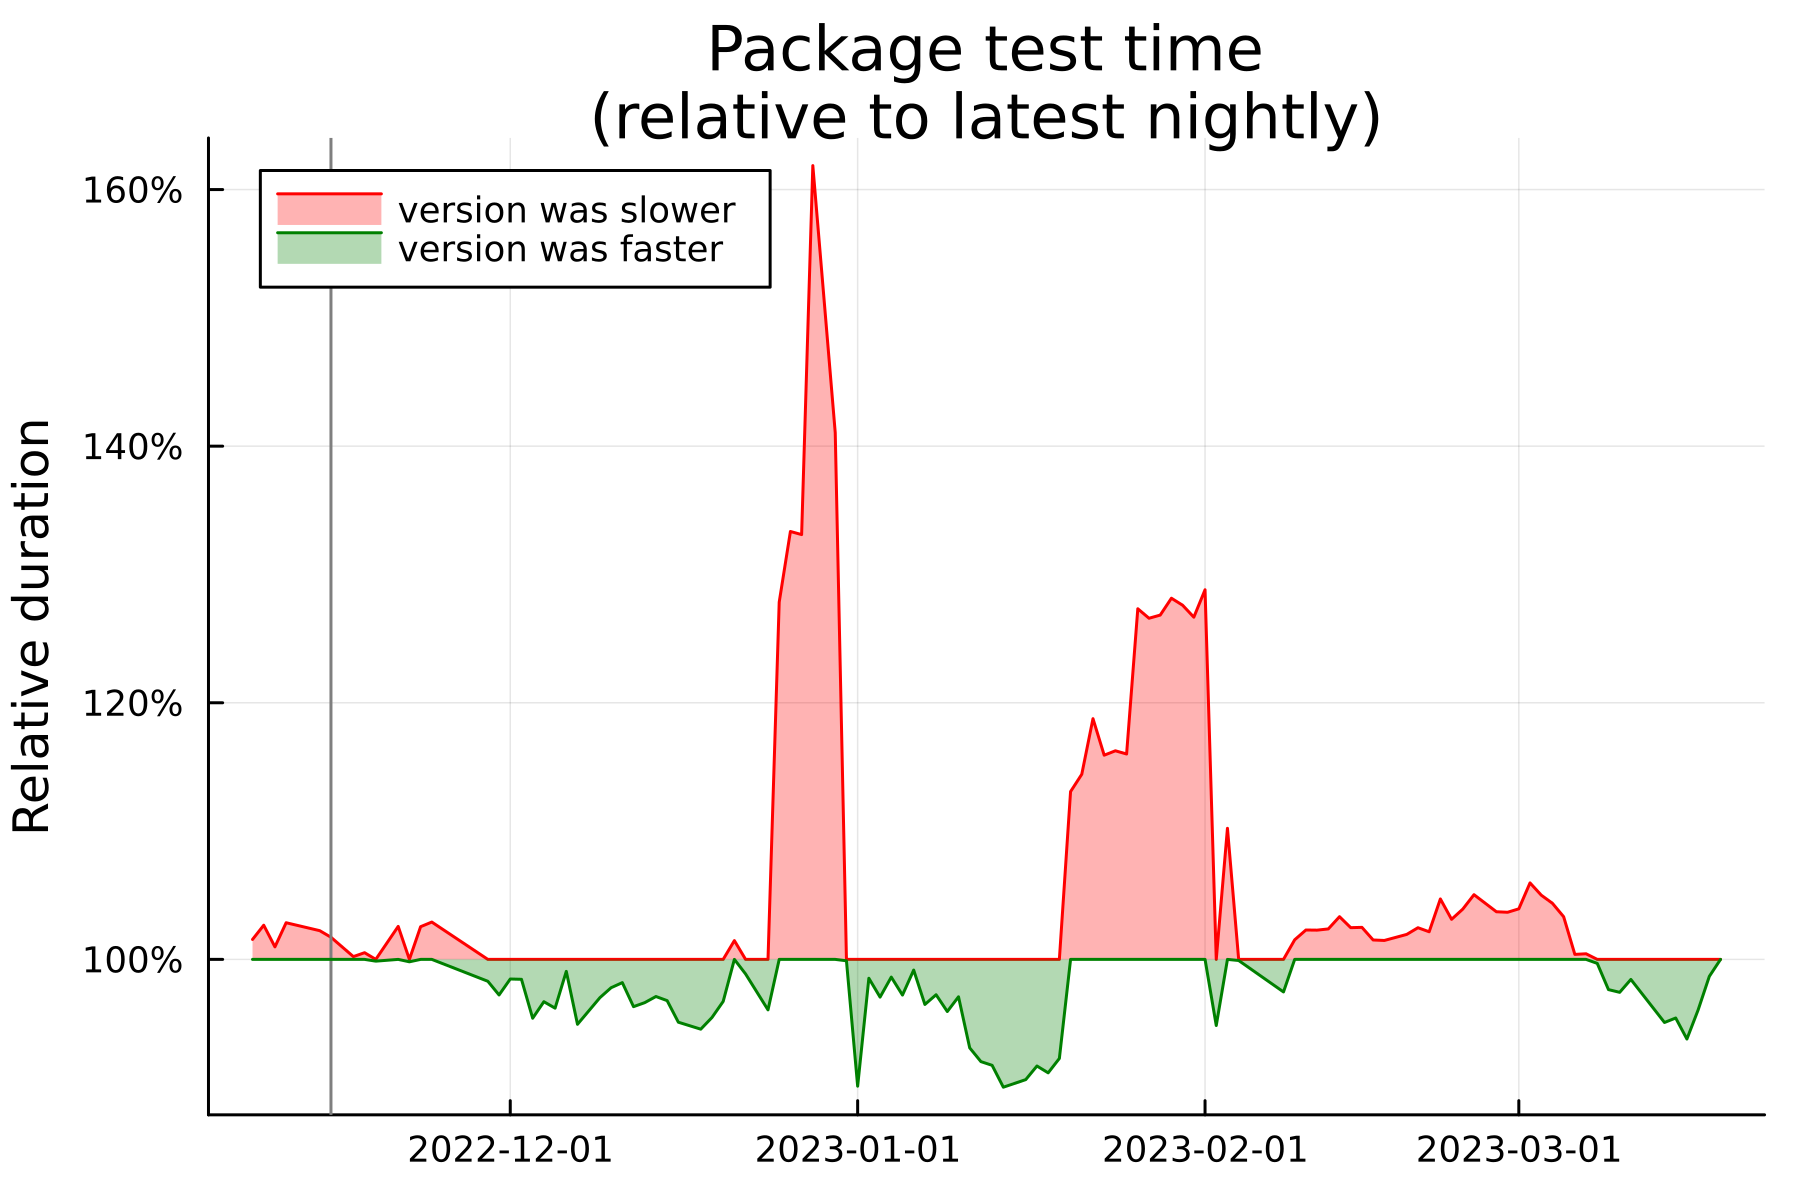 Package test time
(relative to latest nightly)
version was slower
version was faster
Relative duration
160%
140%
120%
100%
2022-12-01
2023-01-01
2023-02-01
2023-03-01